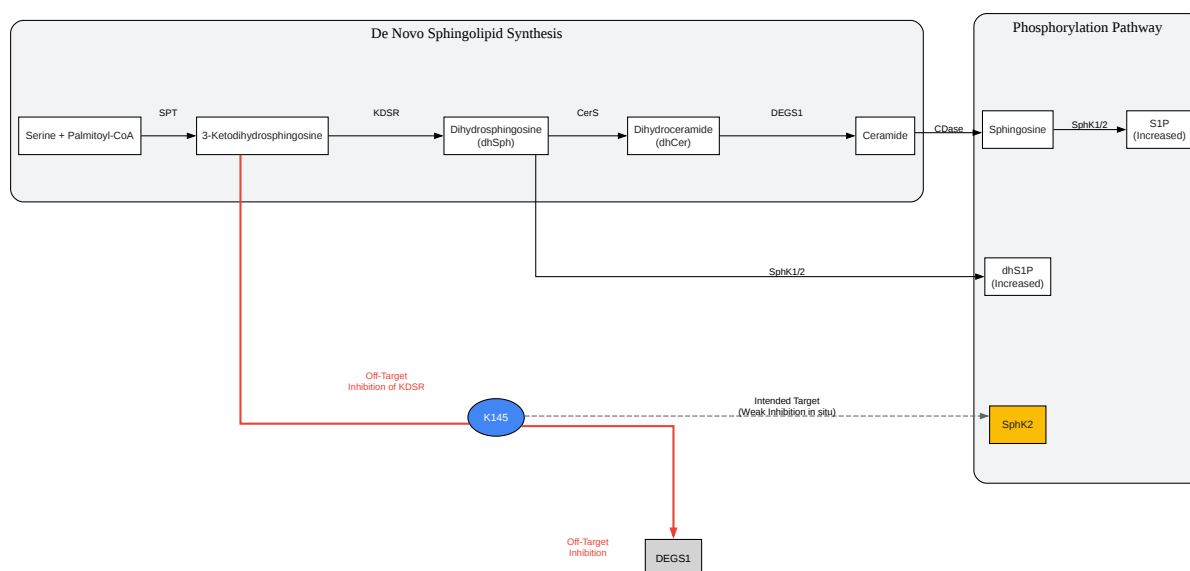 De Novo Sphingolipid Synthesis
Phosphorylation Pathway
SPT
KDSR
CerS
DEGS1
Serine + Palmitoyl-CoA
3-Ketodihydrosphingosine
Dihydrosphingosine
(dhSph)
Dihydroceramide
(dhCer)
Ceramide
CDase
Sphingosine
SphK1/2
S1P
(Increased)
SphK1/2
dhS1P
(Increased)
Off-Target
Inhibition of KDSR
K145
Intended Target
(Weak Inhibition in situ)
SphK2
Off-Target
Inhibition
DEGS1